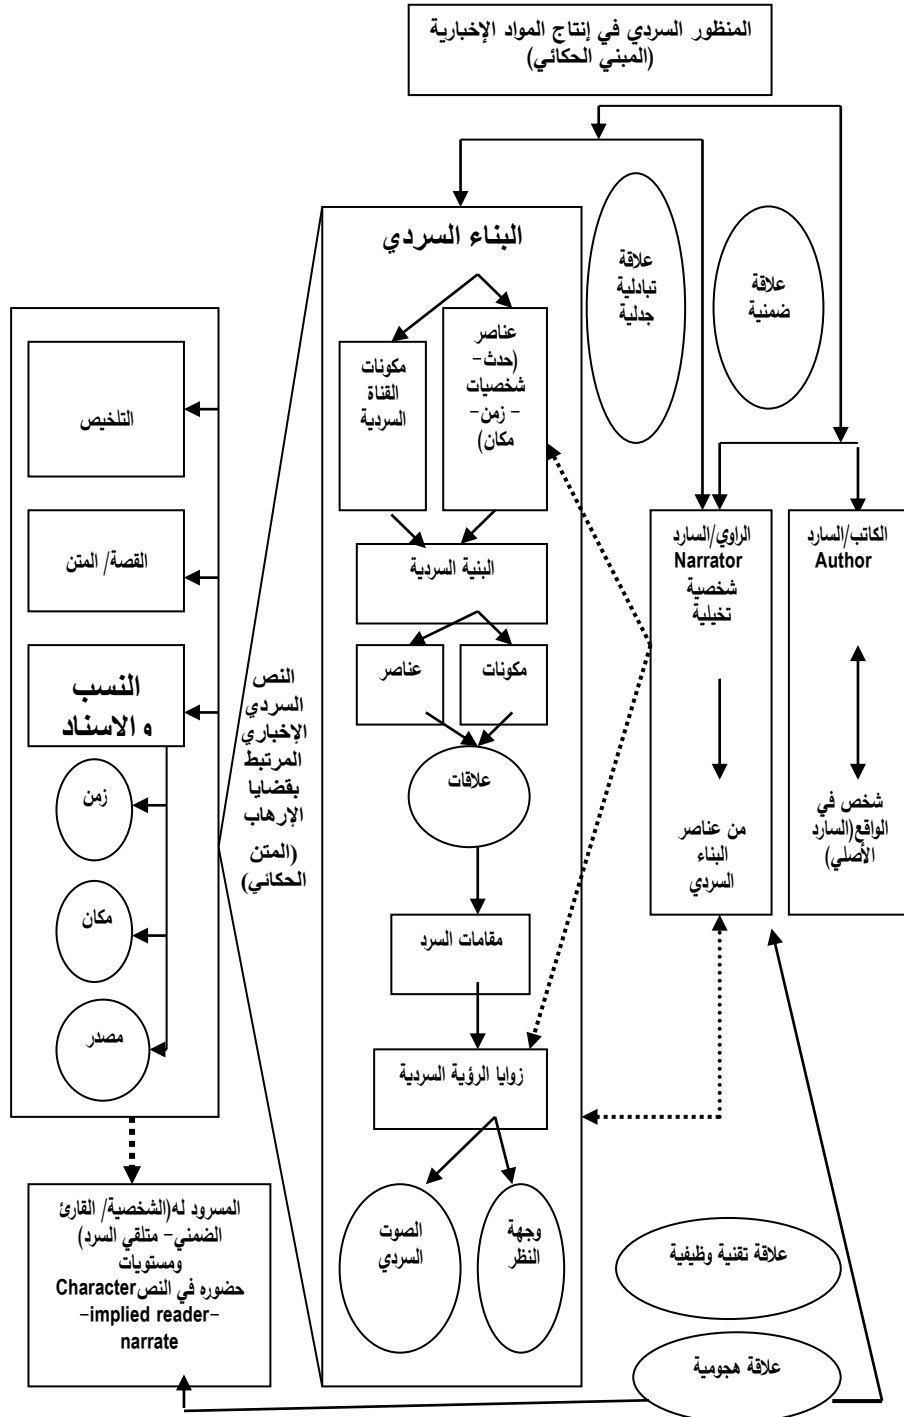 المنظور السردي في إنتاج المواد الإخبارية
(المبني الحكائي)
علاقة
ضمنية
علاقة
تبادلية
جدلية
البناء السردي
عناصر
(حدث-
شخصيات
- زمن-
مكان)
مكونات
القناة
السردية
البنية السردية
مكونات
عناصر
علاقات
مقامات السرد
زوايا الرؤية السردية
وجهة
النظر
الصوت
السردي
الكاتب/السارد
Author
شخص في
الواقع(السارد
الأصلي)
الراوي/السارد
Narrator
شخصية
تخيلية
من عناصر
البناء
السردي
النص
السردي
الإخباري
المرتبط
بقضايا
الإرهاب
(المتن
الحكائي)
التلخيص
القصة/ المتن
النسب
و الاسناد
زمن
مكان
مصدر
المسرود له(الشخصية/ القارئ
الضمني- متلقي السرد)
ومستويات
حضوره في النصCharacter
-implied reader-
narrate
علاقة تقنية وظيفية
علاقة هجومية